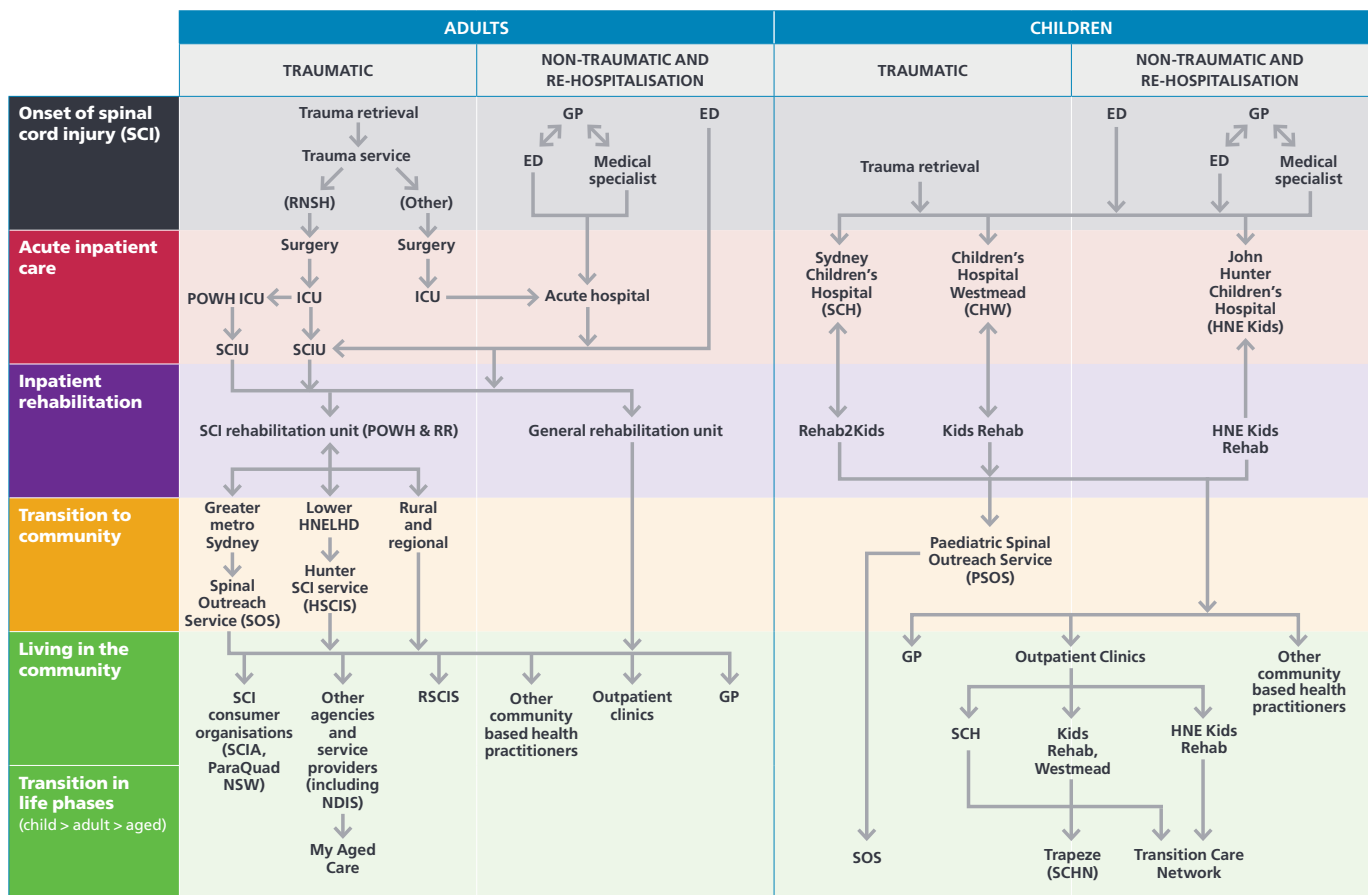 ADULTS
CHILDREN
TRAUMATIC
NON-TRAUMATIC AND
RE-HOSPITALISATION
TRAUMATIC
NON-TRAUMATIC AND
RE-HOSPITALISATION
Onset of spinal
cord injury (SCI)
Trauma retrieval
Trauma service
(RNSH)
(Other)
GP
ED
Medical
specialist
ED
Trauma retrieval
ED
GP
ED
Medical
specialist
Acute inpatient
care
Surgery
Surgery
POWH ICU
ICU
ICU
Acute hospital
SCIU
SCIU
Sydney
Children's
Hospital
(SCH)
Children's
Hospital
Westmead
(CHW)
John
Hunter
Children's
Hospital
(HNE Kids)
Inpatient
rehabilitation
SCI rehabilitation unit (POWH & RR)
General rehabilitation unit
Rehab2Kids
Kids Rehab
HNE Kids
Rehab
Transition to
community
Greater
metro
Sydney
Lower
HNELHD
Rural
and
regional
Spinal
Outreach
Service (SOS)
Hunter
SCI service
(HSCIS)
Paediatric Spinal
Outreach Service
(PSOS)
Living in the
community
SCI
consumer
organisations
(SCIA,
ParaQuad
NSW)
Other
agencies
and
service
providers
(including
NDIS)
RSCIS
Other
community
based health
practitioners
Outpatient
clinics
GP
GP
Outpatient Clinics
Other
community
based health
practitioners
SCH
Kids
Rehab,
Westmead
HNE Kids
Rehab
Transition in
life phases
(child > adult > aged)
My Aged
Care
SOS
Trapeze
(SCHN)
Transition Care
Network